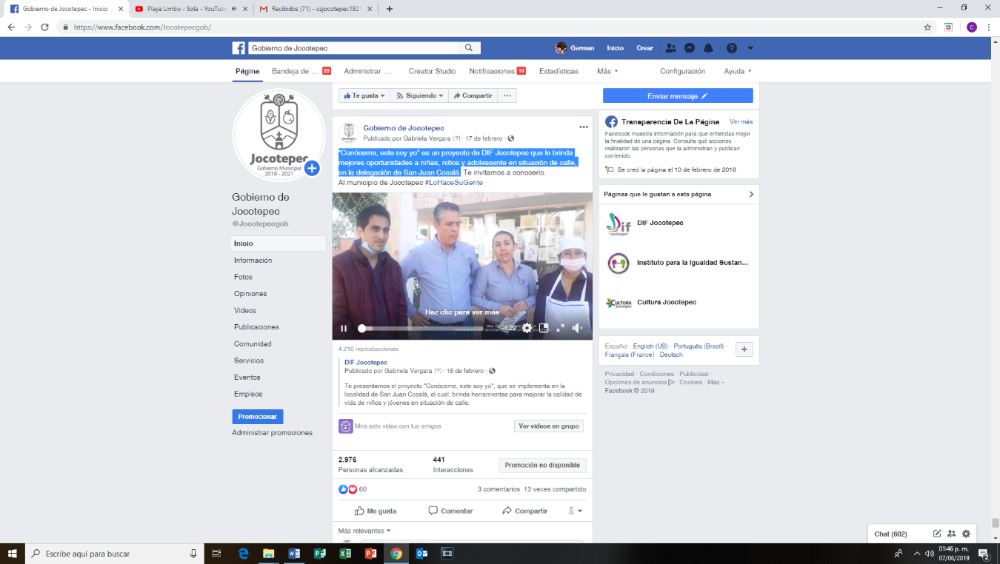 Gobierno de Jocotepec - Inicio
Playa Limbo - Sola - YouTube
Recibidos (71) - csjocotepec1821
https://www.facebook.com/Jocotepecgob/
C
Gobierno de Jocotepec
German
Inicio
Crear
Página
Bandeja de ...
28
Administrar ...
Creator Studio
Notificaciones
19
Estadísticas
Más
Configuración
Ayuda
Te gusta
Siguiendo
Compartir
Enviar mensaje
Jocotepec
Gobierno Municipal
2018 - 2021
Gobierno de
Jocotepec
@Jocotepecgob
Inicio
Información
Fotos
Opiniones
Videos
Publicaciones
Comunidad
Servicios
Eventos
Empleos
Promocionar
Administrar promociones
Gobierno de Jocotepec
Publicado por Gabriela Vergara [?] · 17 de febrero ·
"Conóceme, este soy yo" es un proyecto de DIF Jocotepec que le brinda
mejores oportunidades a niñas, niños y adolescente en situación de calle,
en la delegación de San Juan Cosalá. Te invitamos a conocerlo.
Al municipio de Jocotepec #LoHaceSuGente
Haz clic para ver más
-4:20
4.210 reproducciones
DIF Jocotepec
Publicado por Gabriela Vergara [?] · 15 de febrero ·
Te presentamos el proyecto "Conóceme, este soy yo", que se implementa en la
localidad de San Juan Cosalá, el cual, brinda herramientas para mejorar la calidad de
vida de niños y jóvenes en situación de calle.
Mira este video con tus amigos
Ver videos en grupo
2.976
Personas alcanzadas
441
Interacciones
Promoción no disponible
60
3 comentarios 13 veces compartido
Me gusta
Comentar
Compartir
Más relevantes
Transparencia De La Página
Ver más
Facebook muestra información para que entiendas mejor
la finalidad de una página. Consulta qué acciones
realizaron las personas que la administran y publican
contenido.
Se creó la página el 10 de febrero de 2016
Páginas que le gustan a esta página
DIF Jocotepec
Instituto para la Igualdad Sustan...
Cultura Jocotepec
Español · English (US) · Português (Brasil) ·
Français (France) · Deutsch
Privacidad · Condiciones · Publicidad ·
Opciones de anuncios · Cookies · Más
Facebook © 2019
Chat (602)
Escribe aquí para buscar
01:46 p. m.
07/06/2019
2